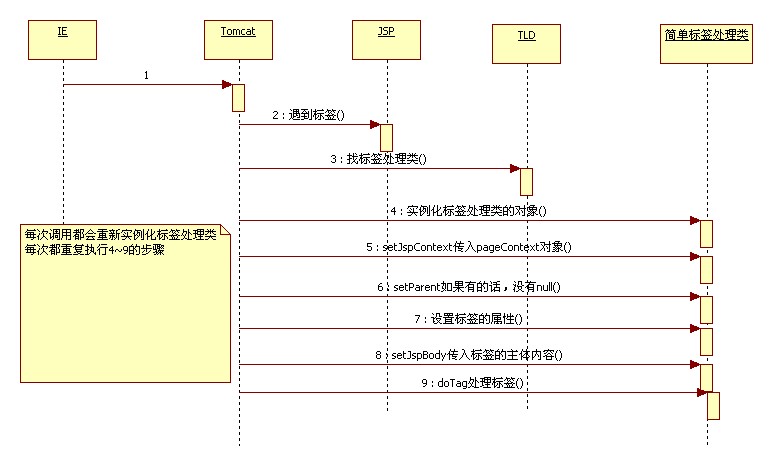 IE
Tomcat
JSP
TLD
简单标签处理类
1
2 : 遇到标签()
3 : 找标签处理类()
4 : 实例化标签处理类的对象()
每次调用都会重新实例化标签处理类
每次都重复执行4~9的步骤
5 : setJspContext传入pageContext对象()
6 : setParent如果有的话，没有null()
7 : 设置标签的属性()
8 : setJspBody传入标签的主体内容()
9 : doTag处理标签()